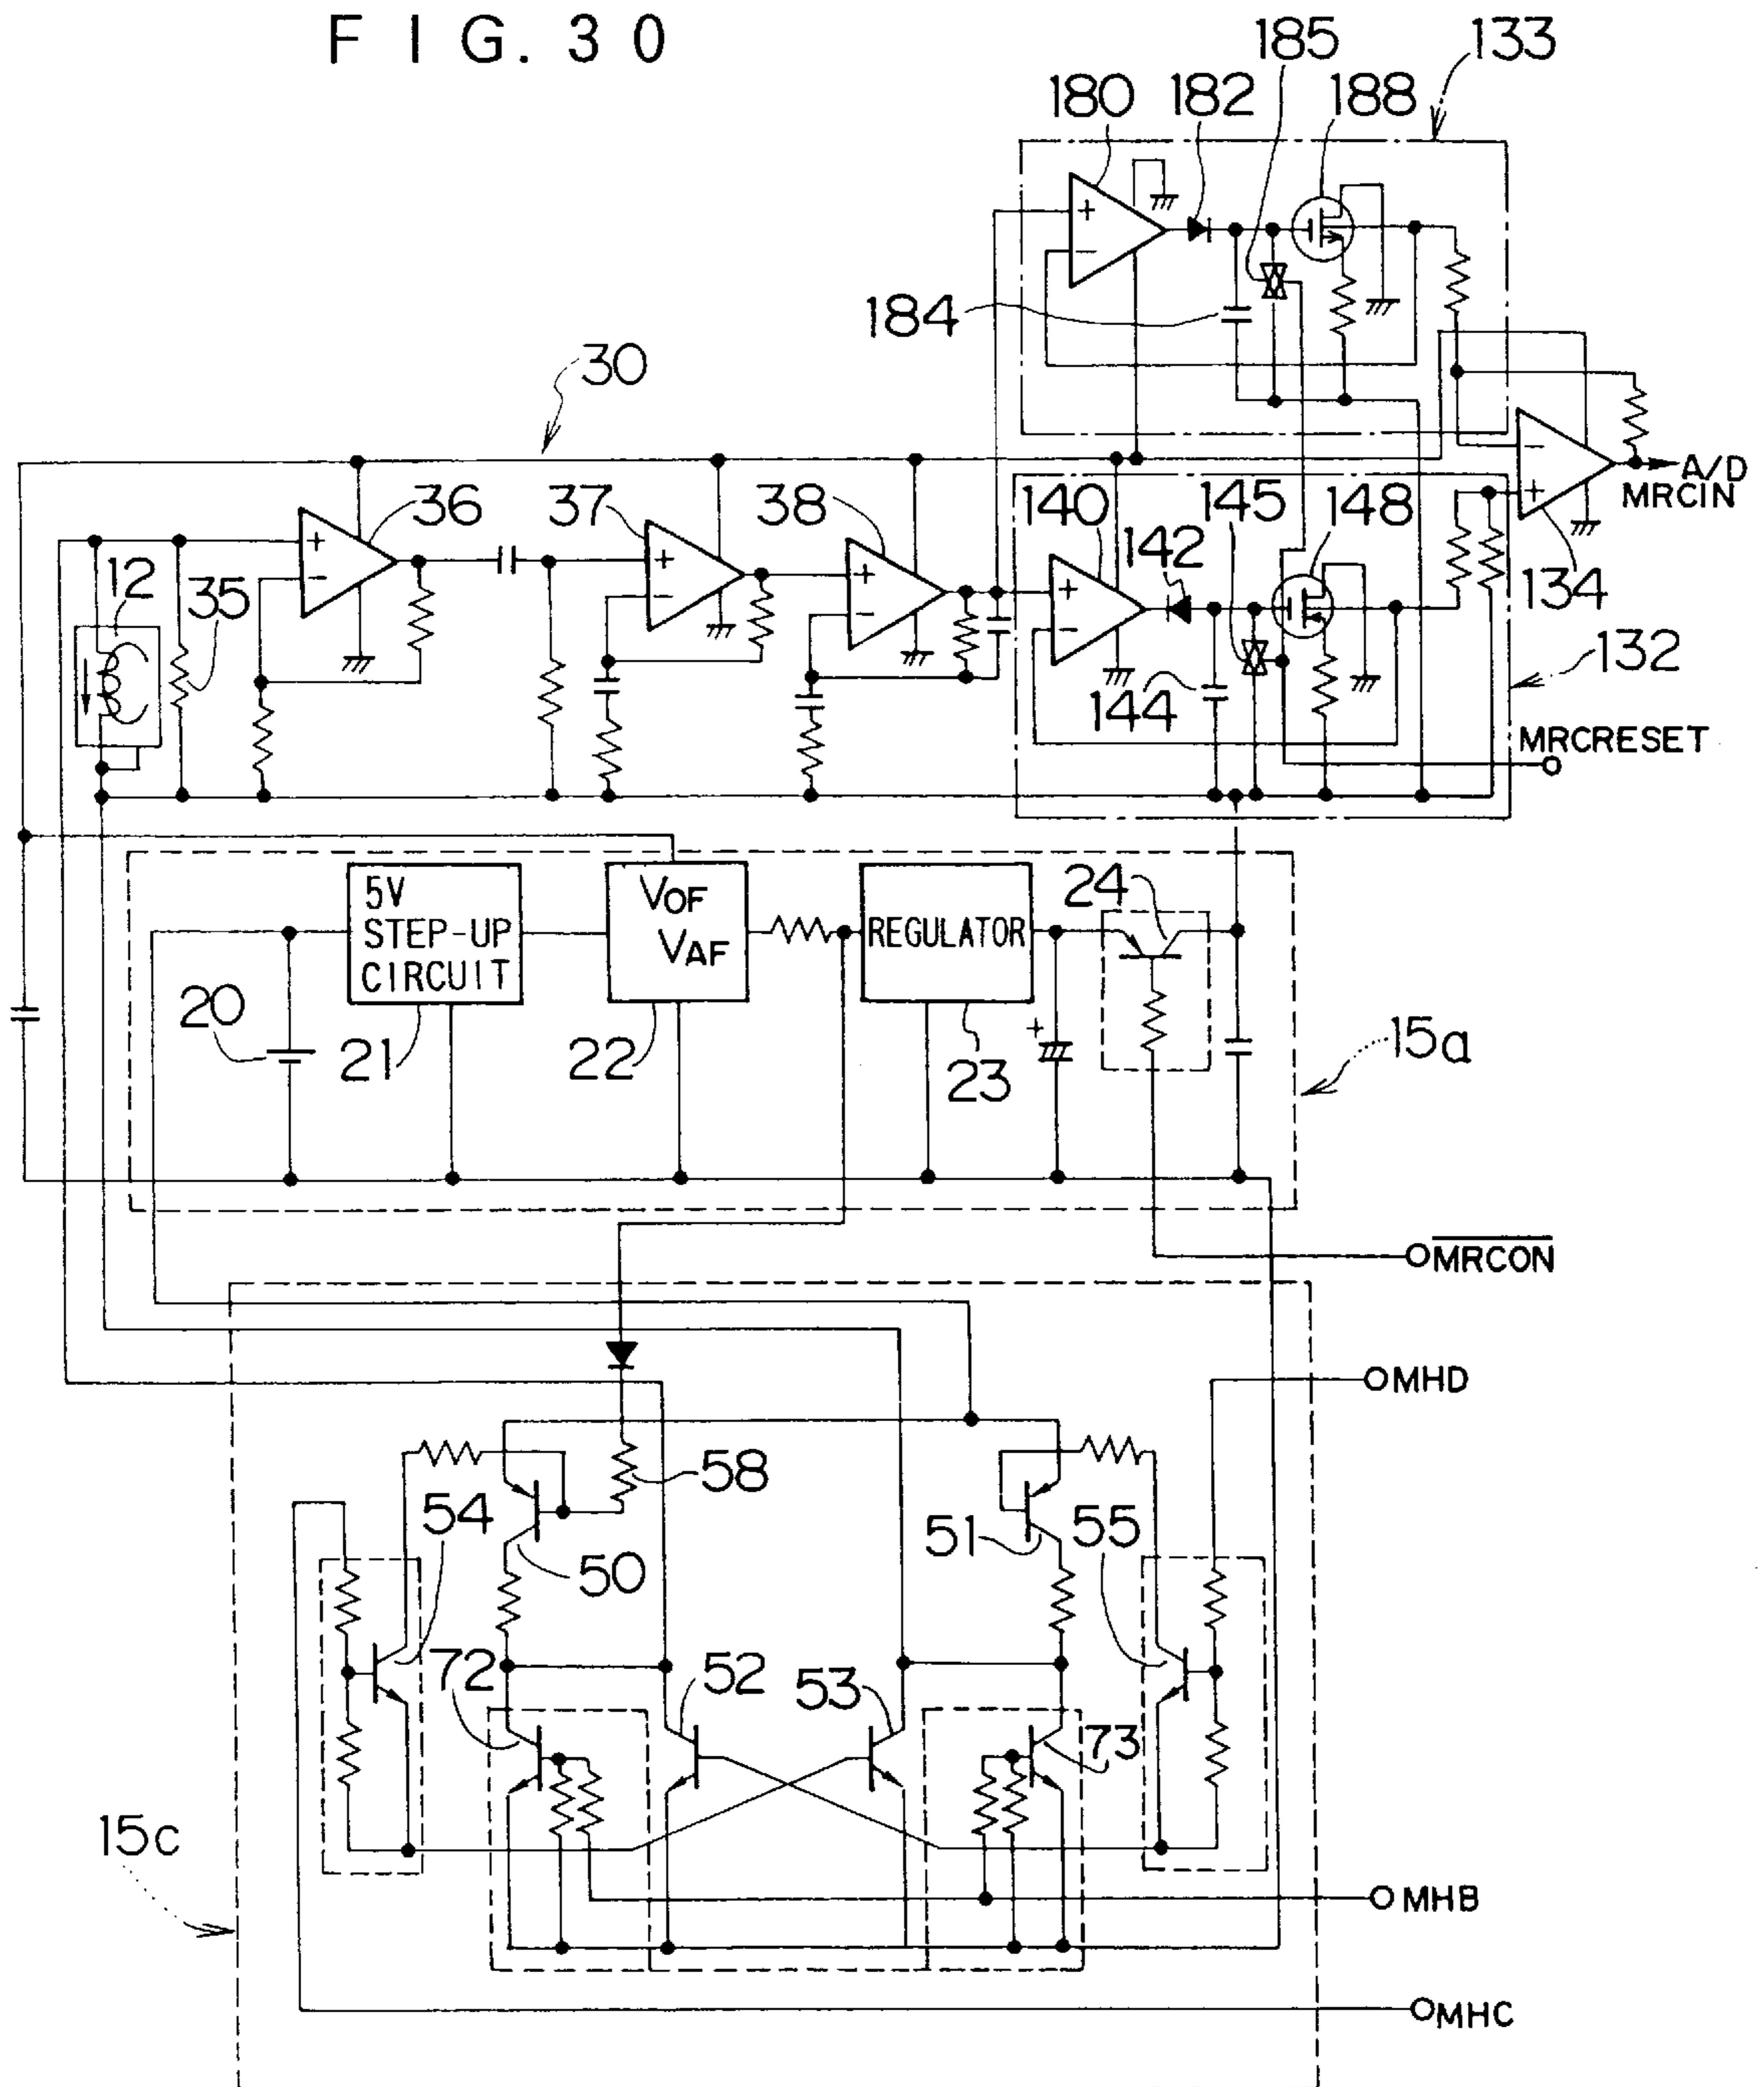 FIG. 30
185
133
180
182
188
184
30
A/D
MRCIN
36
37
38
140
145
148
142
12
35
134
132
144
MRCRESET
5V
STEP-UP
CIRCUIT
VOF
VAF
REGULATOR
24
20
21
22
23
15a
MRCON
MHD
58
54
50
51
55
72
52
53
73
15c
MHB
MHC
+
-
+
-
+
-
+
-
+
-
-
+
+